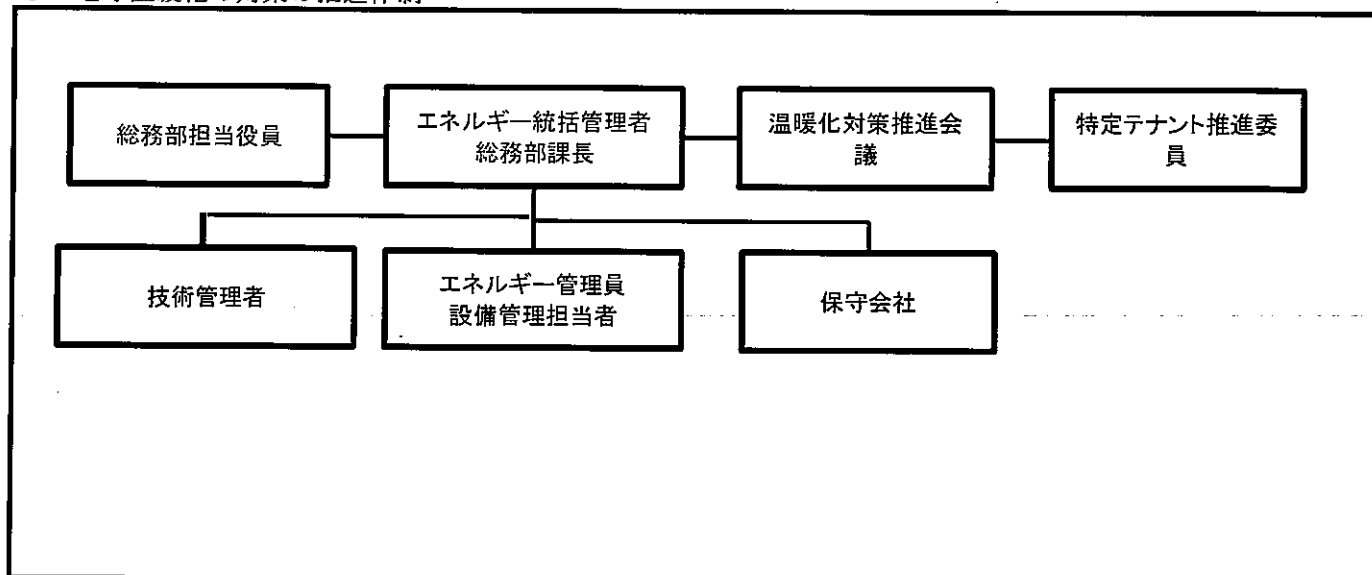 総務部担当役員
エネルギー統括管理者
総務部課長
温暖化対策推進会
議
特定テナント推進委
員
技術管理者
エネルギー管理員
設備管理担当者
保守会社